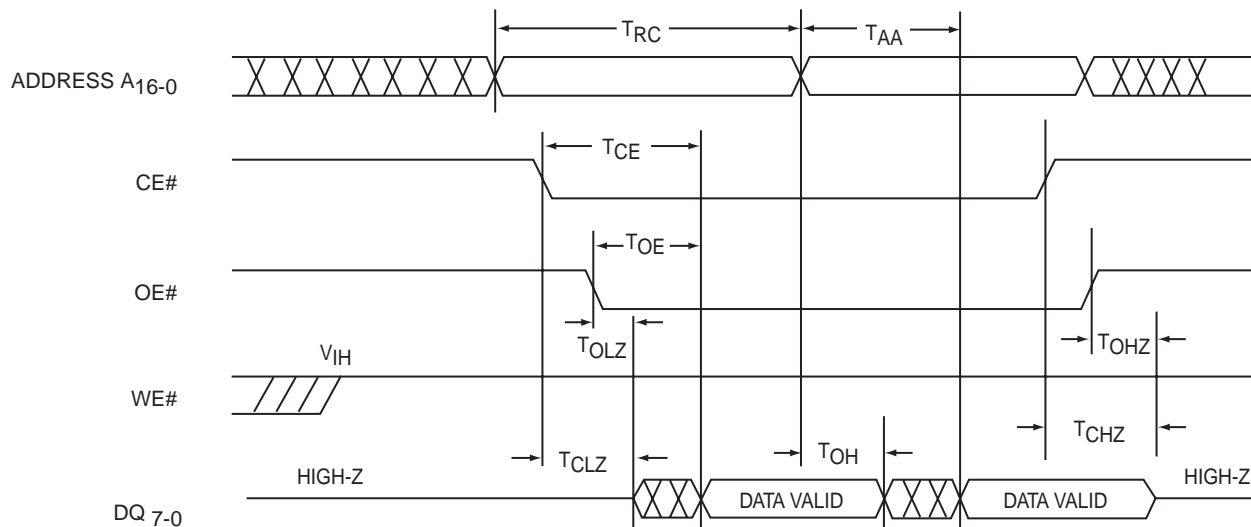 TRC
TAA
ADDRESS A16-0
TCE
CE#
TOE
OE#
TOLZ
TOHZ
VIH
WE#
TCLZ
TOH
TCHZ
HIGH-Z
HIGH-Z
DATA VALID
DATA VALID
DQ 7-0